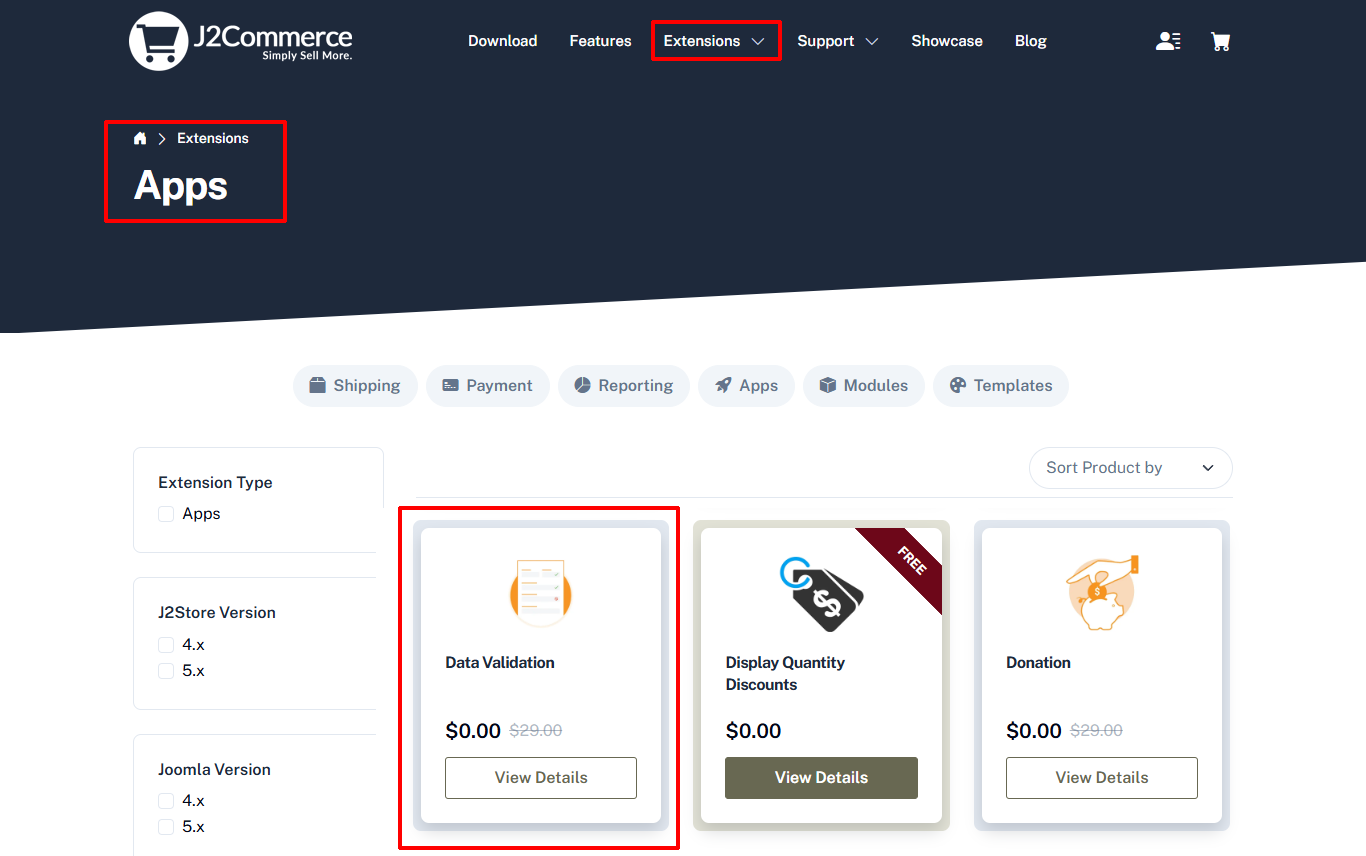 J2Commerce
Simply Sell More.
Download
Features
Extensions
Support
Showcase
Blog
Extensions
Apps
Shipping
Payment
Reporting
Apps
Modules
Templates
Extension Type
Apps
J2Store Version
4.x
5.x
Joomla Version
4.x
5.x
Sort Product by
Data Validation
$0.00 $29.00
View Details
FREE
Display Quantity
Discounts
$0.00
View Details
Donation
$0.00 $29.00
View Details